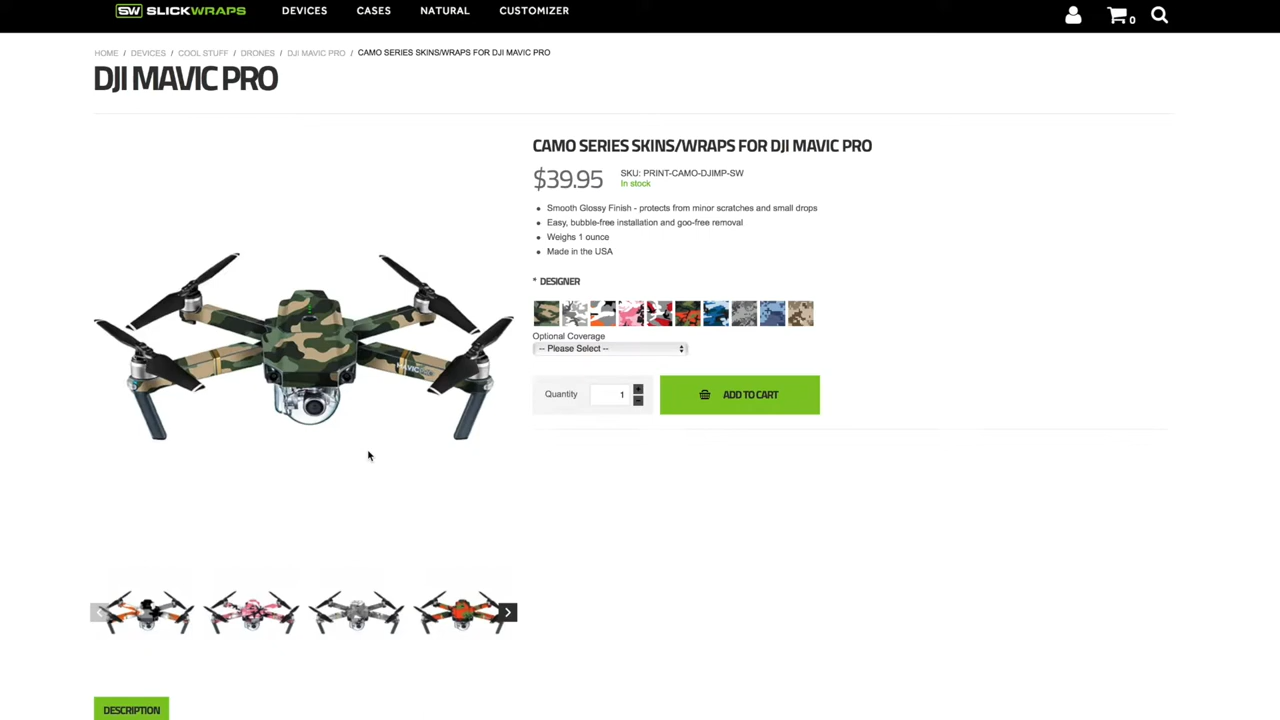 SW SLICKWRAPS DEVICES CASES NATURAL CUSTOMIZER 0
HOME / DEVICES / COOL STUFF / DRONES / DJI MAVIC PRO / CAMO SERIES SKINS/WRAPS FOR DJI MAVIC PRO
DJI MAVIC PRO
CAMO SERIES SKINS/WRAPS FOR DJI MAVIC PRO
$39.95
SKU: PRINT-CAMO-DJIMP-SW
In stock
Smooth Glossy Finish - protects from minor scratches and small drops
Easy, bubble-free installation and goo-free removal
Weighs 1 ounce
Made in the USA
* DESIGNER
Optional Coverage
-- Please Select --
Quantity 1 ADD TO CART
DESCRIPTION